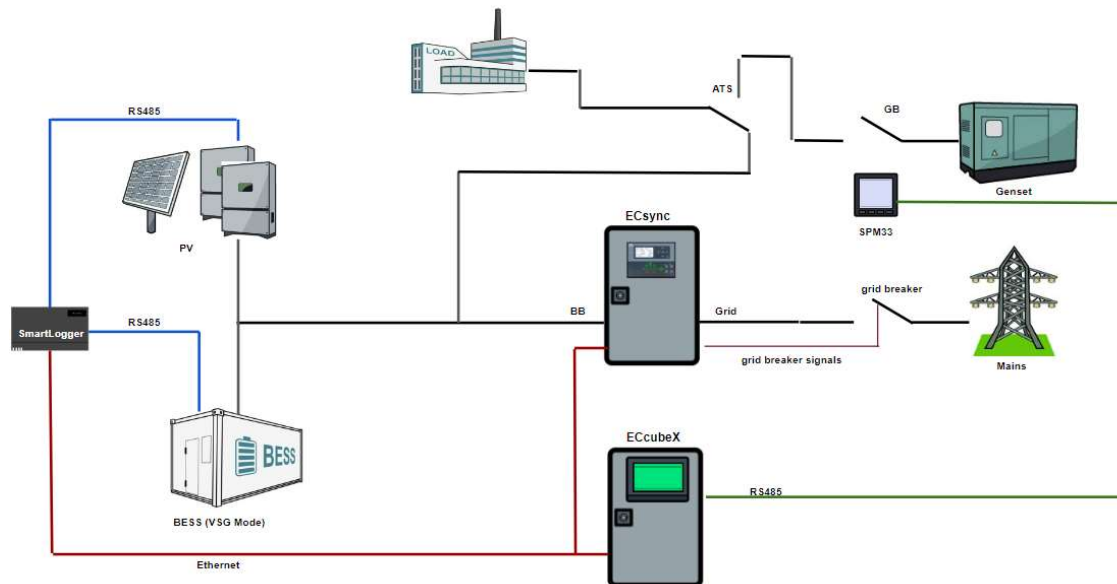 LOAD
ATS
GB
RS485
Genset
ECsync
SPM33
PV
grid breaker
BB
Grid
RS485
SmartLogger
grid breaker signals
Mains
ECcubeX
BESS
RS485
BESS (VSG Mode)
Ethernet